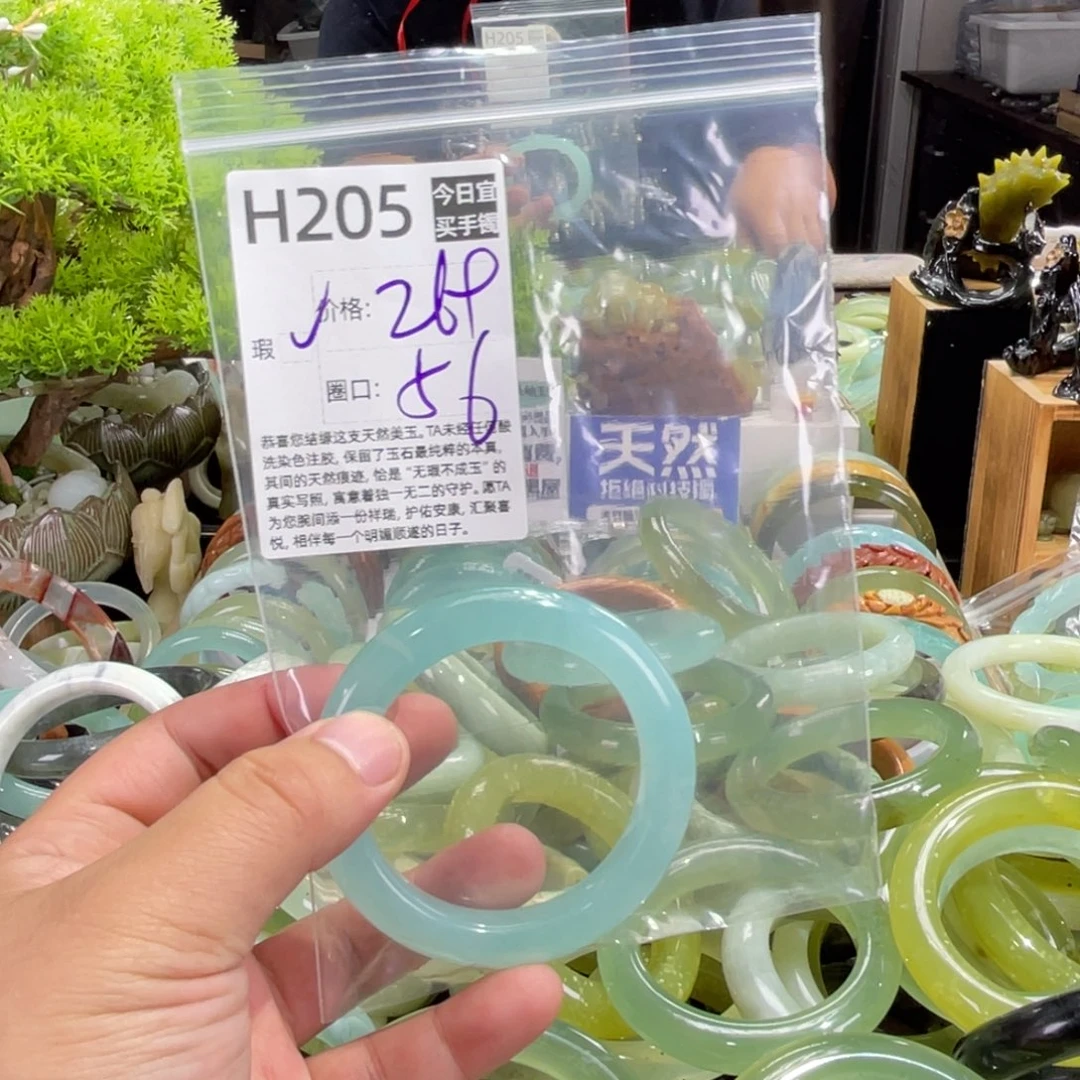 H205
H205
今日宜
买手镯
价格: 269
瑕 ✓
圈口: 56
恭喜您结缘这支天然美玉。TA未经任何酸
洗染色注胶, 保留了玉石最纯粹的本真,
其间的天然痕迹, 恰是“无瑕不成玉”的
真实写照, 寓意着独一无二的守护。愿TA
为您腕间添一份祥瑞, 护佑安康, 汇聚喜
悦, 相伴每一个明媚顺遂的日子。
天然
拒绝